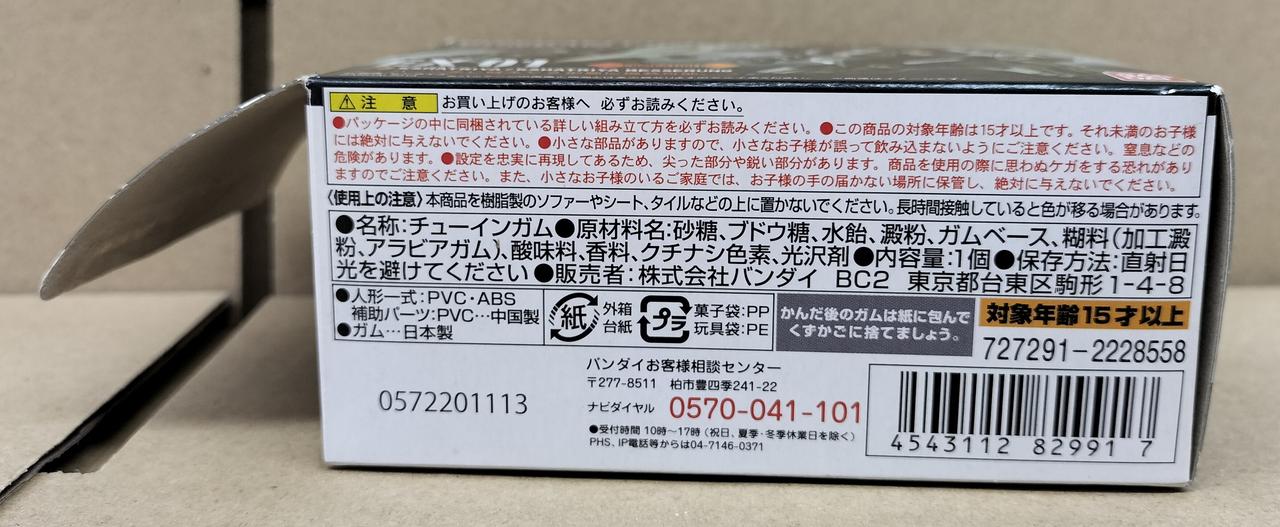 EX 01
⚠注 意 お買い上げのお客様へ 必ずお読みください。
●パッケージの中に同梱されている詳しい組み立て方を必ずお読みください。●この商品の対象年齢は15才以上です。それ未満のお子様
には絶対に与えないでください。●小さな部品がありますので、小さなお子様が誤って飲み込まないようにご注意ください。窒息などの
危険があります。●設定を忠実に再現してあるため、尖った部分や鋭い部分があります。商品を使用の際に思わぬケガをする恐れがあり
ますのでご注意ください。また、小さなお子様のいるご家庭では、お子様の手の届かない場所に保管し、絶対に与えないでください。
〈使用上の注意〉本商品を樹脂製のソファーやシート、タイルなどの上に置かないでください。長時間接触していると色が移る場合があります。
●名称:チューインガム●原材料名:砂糖、ブドウ糖、水飴、澱粉、ガムベース、糊料(加工澱
粉、アラビアガム)、酸味料、香料、クチナシ色素、光沢剤●内容量:1個●保存方法:直射日
光を避けてください●販売者:株式会社バンダイ BC2 東京都台東区駒形1-4-8
●人形一式:PVC・ABS
補助パーツ:PVC…中国製
●ガム…日本製
紙 外箱
台紙
プラ 菓子袋:PP
玩具袋:PE
かんだ後のガムは紙に包んで
くずかごに捨てましょう。
対象年齢15才以上
727291-2228558
0572201113
バンダイお客様相談センター
〒277-8511 柏市豊四季241-22
ナビダイヤル 0570-041-101
●受付時間 10時〜17時(祝日、夏季・冬季休業日を除く)
PHS、IP電話等からは04-7146-0371
4543112 82991 7